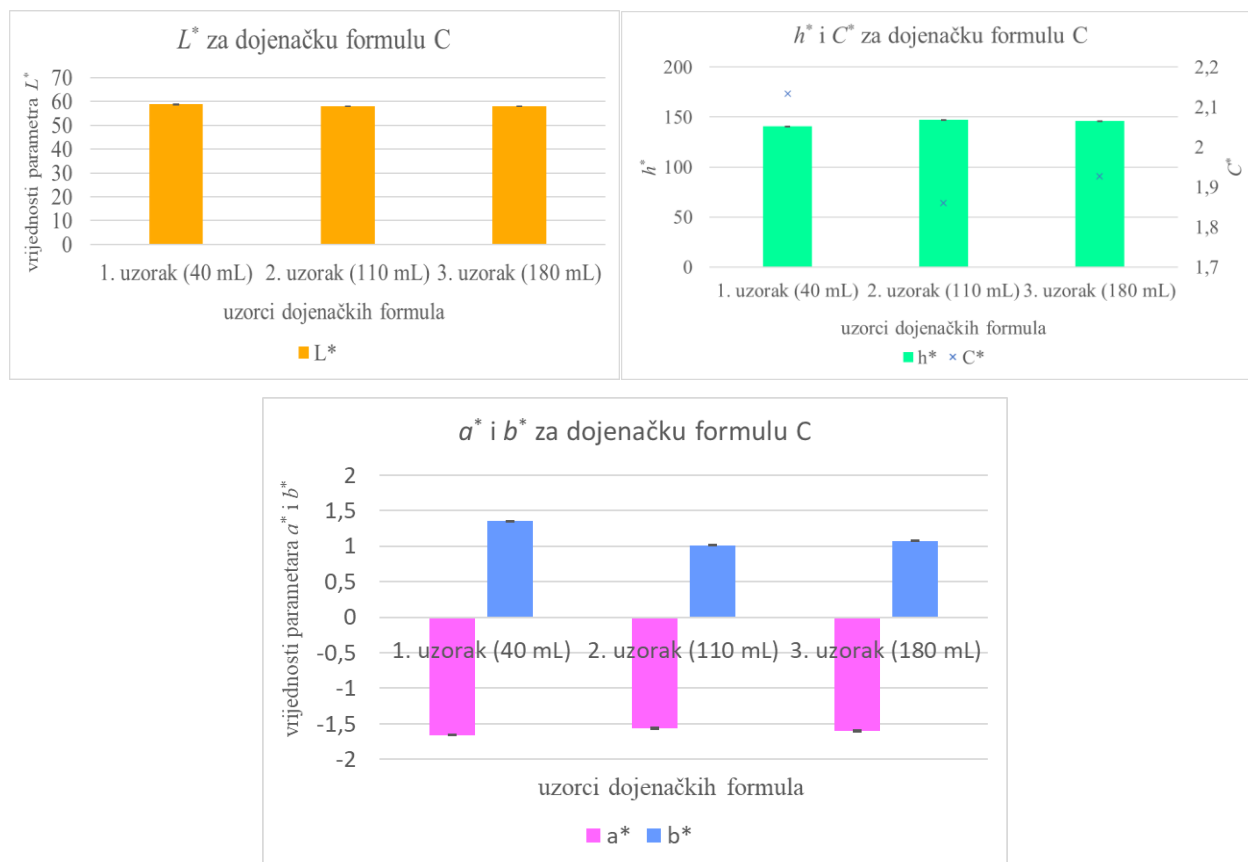 L* za dojenačku formulu C
vrijednosti parametra L*
70
60
50
40
30
20
10
0
1. uzorak (40 mL) 2. uzorak (110 mL) 3. uzorak (180 mL)
uzorci dojenačkih formula
L*
h* i C* za dojenačku formulu C
h*
200
150
100
50
0
2,2
2,1
2
1,9
1,8
1,7
C*
1. uzorak (40 mL) 2. uzorak (110 mL) 3. uzorak (180 mL)
uzorci dojenačkih formula
h* C*
a* i b* za dojenačku formulu C
vrijednosti parametara a* i b*
2
1,5
1
0,5
0
-0,5
-1
-1,5
-2
1. uzorak (40 mL) 2. uzorak (110 mL) 3. uzorak (180 mL)
uzorci dojenačkih formula
a* b*